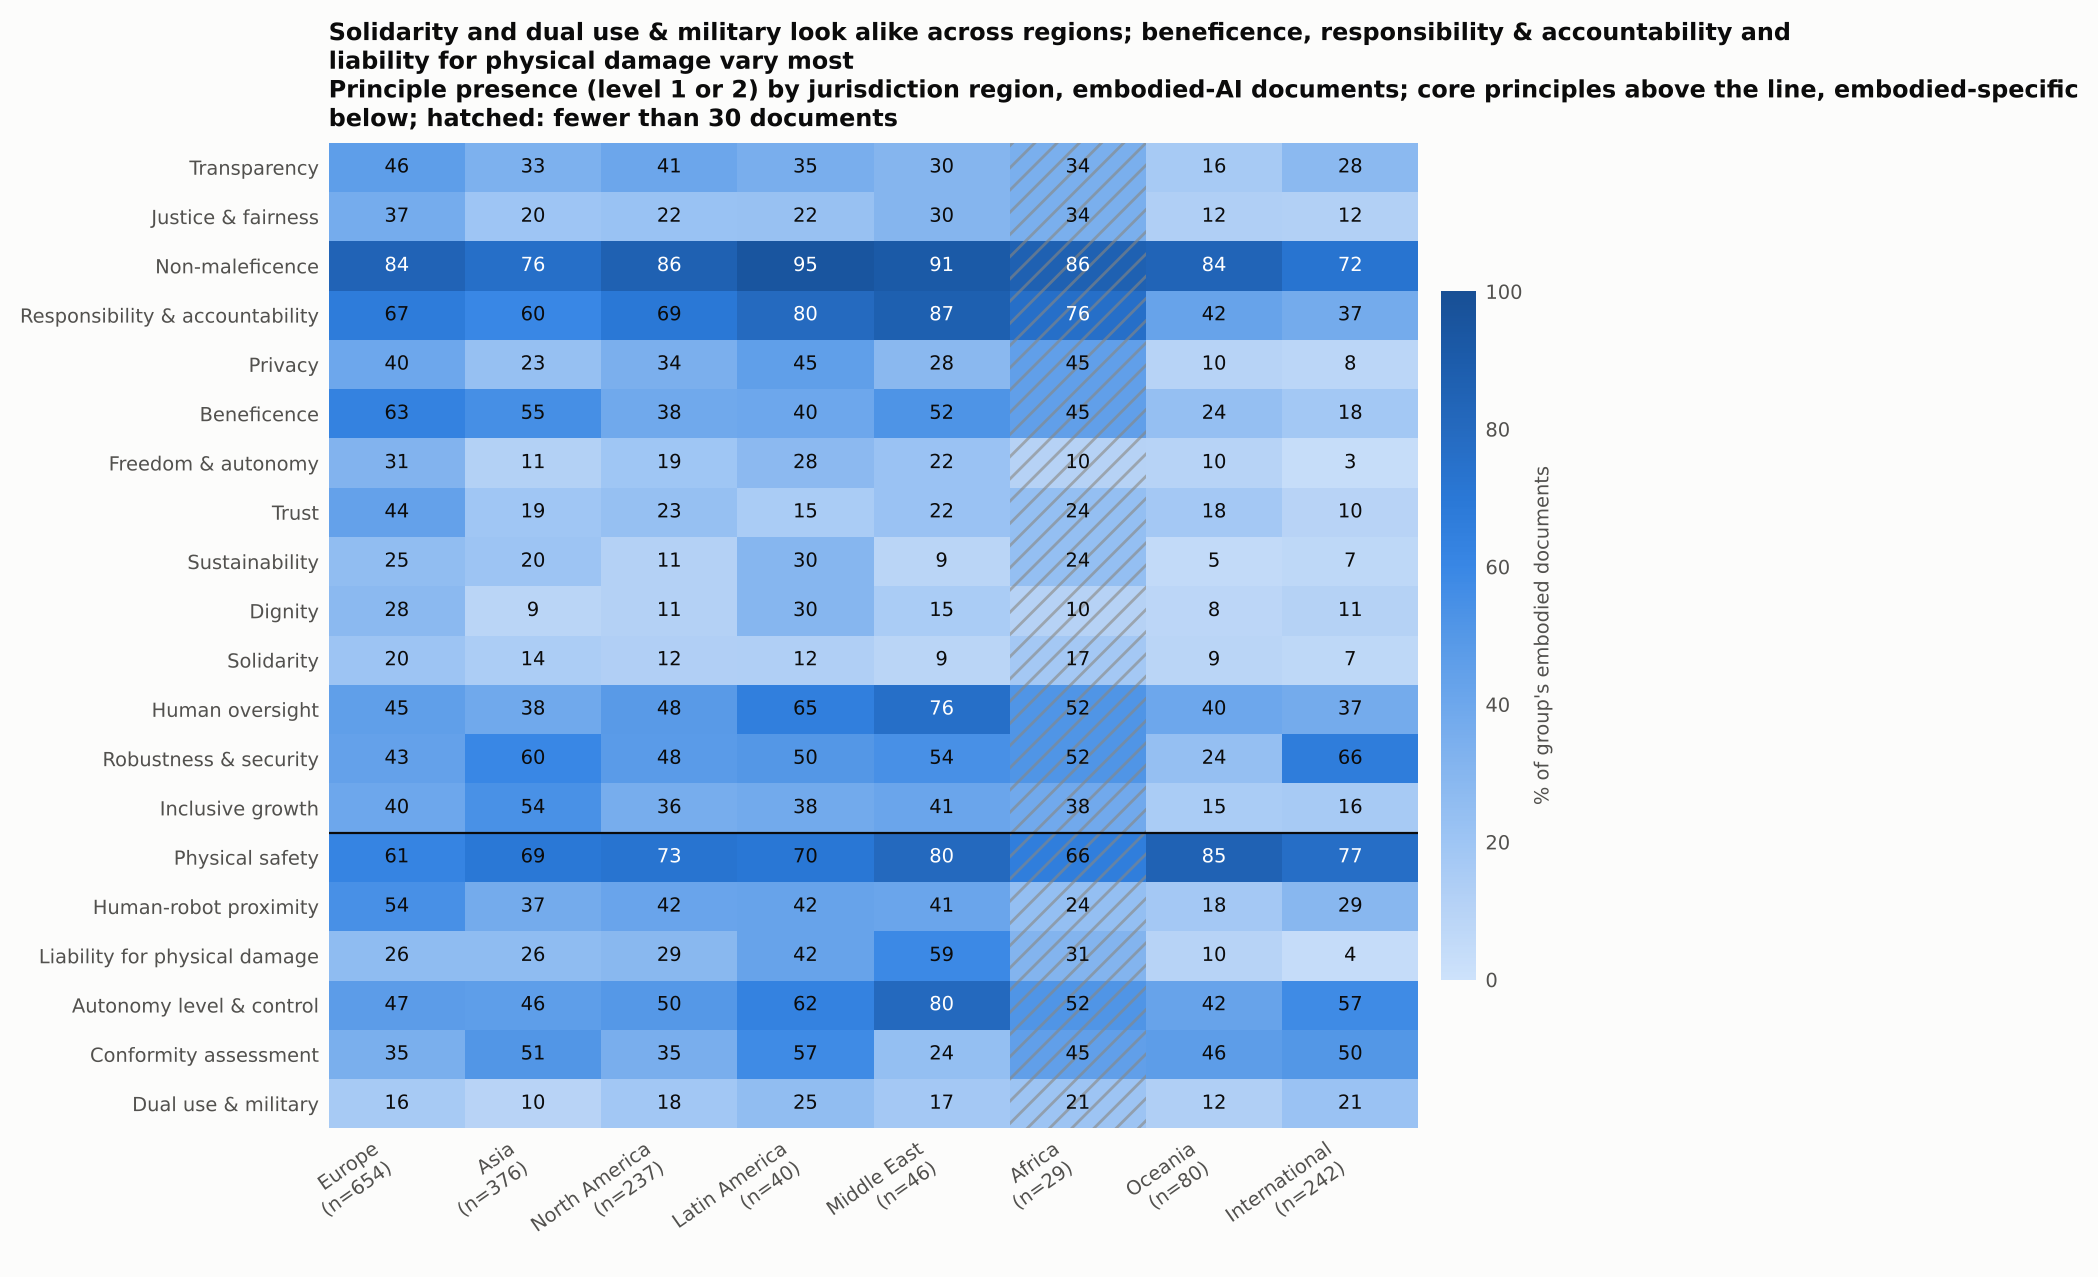 Solidarity and dual use & military look alike across regions; beneficence, responsibility & accountability and
liability for physical damage vary most
Principle presence (level 1 or 2) by jurisdiction region, embodied-AI documents; core principles above the line, embodied-specific
below; hatched: fewer than 30 documents
Transparency 46 33 41 35 30 34 16 28
Justice & fairness 37 20 22 22 30 34 12 12
Non-maleficence 84 76 86 95 91 86 84 72
Responsibility & accountability 67 60 69 80 87 76 42 37
Privacy 40 23 34 45 28 45 10 8
Beneficence 63 55 38 40 52 45 24 18
Freedom & autonomy 31 11 19 28 22 10 10 3
Trust 44 19 23 15 22 24 18 10
Sustainability 25 20 11 30 9 24 5 7
Dignity 28 9 11 30 15 10 8 11
Solidarity 20 14 12 12 9 17 9 7
Human oversight 45 38 48 65 76 52 40 37
Robustness & security 43 60 48 50 54 52 24 66
Inclusive growth 40 54 36 38 41 38 15 16
Physical safety 61 69 73 70 80 66 85 77
Human-robot proximity 54 37 42 42 41 24 18 29
Liability for physical damage 26 26 29 42 59 31 10 4
Autonomy level & control 47 46 50 62 80 52 42 57
Conformity assessment 35 51 35 57 24 45 46 50
Dual use & military 16 10 18 25 17 21 12 21
Europe
(n=654)
Asia
(n=376)
North America
(n=237)
Latin America
(n=40)
Middle East
(n=46)
Africa
(n=29)
Oceania
(n=80)
International
(n=242)
100
80
60
40
20
0
% of group's embodied documents